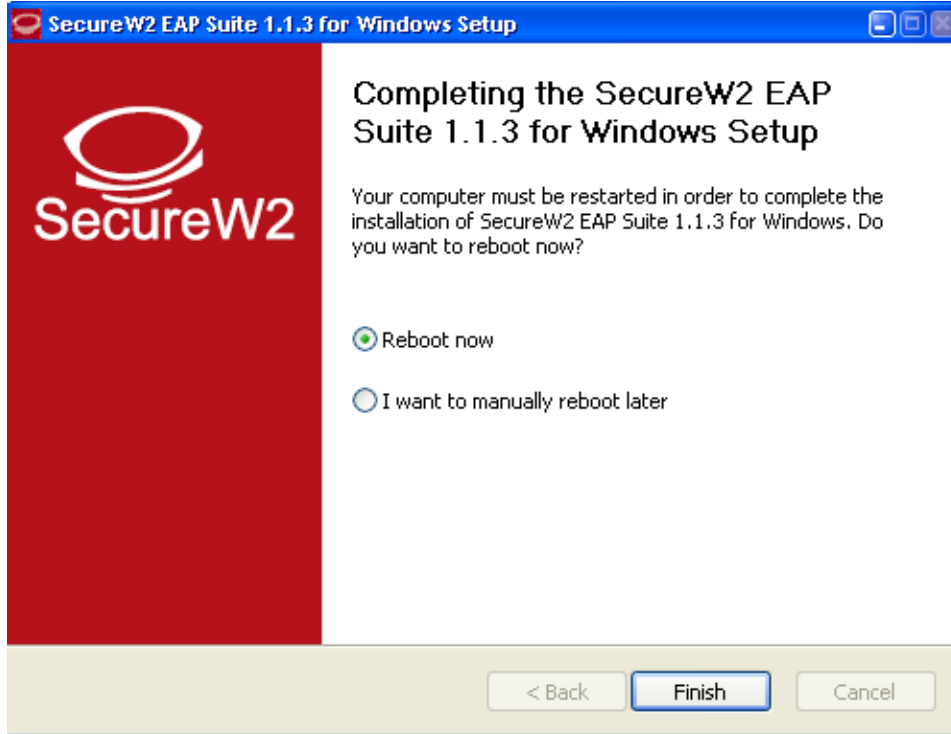 SecureW2 EAP Suite 1.1.3 for Windows Setup
SecureW2
Completing the SecureW2 EAP
Suite 1.1.3 for Windows Setup
Your computer must be restarted in order to complete the
installation of SecureW2 EAP Suite 1.1.3 for Windows. Do
you want to reboot now?
Reboot now
I want to manually reboot later
< Back
Finish
Cancel